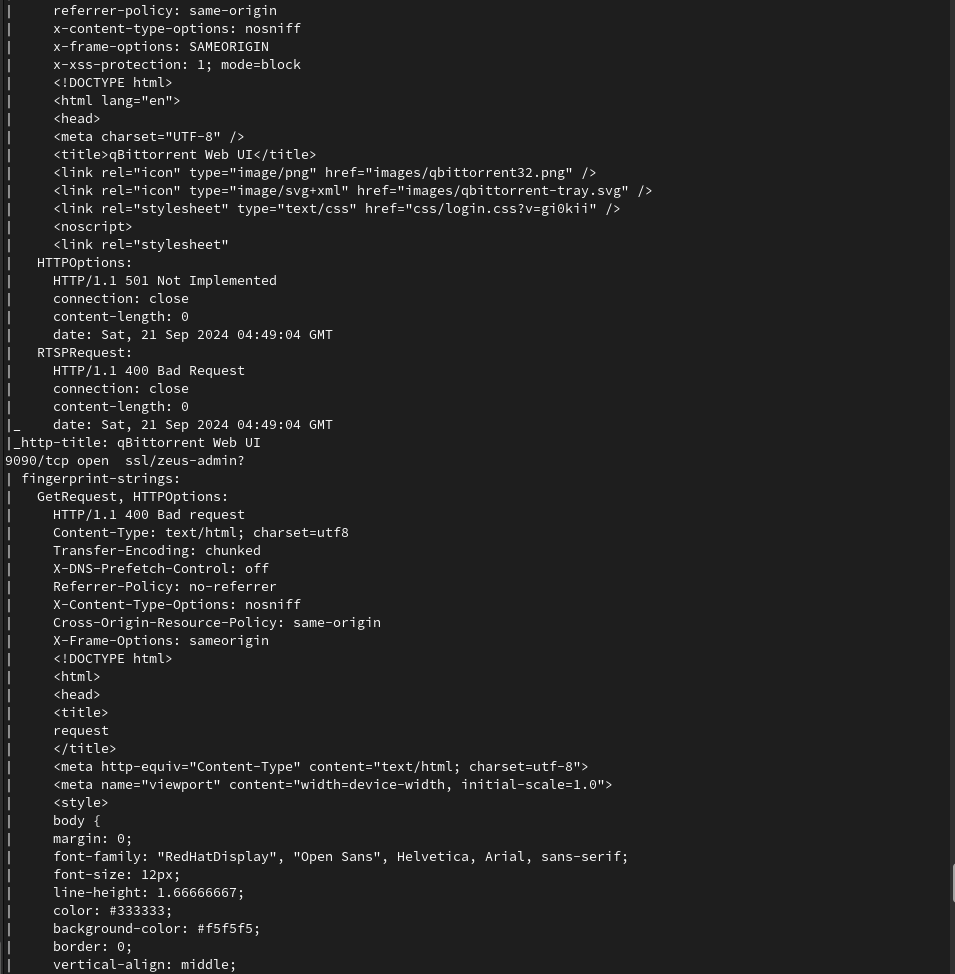 |     referrer-policy: same-origin
|     x-content-type-options: nosniff
|     x-frame-options: SAMEORIGIN
|     x-xss-protection: 1; mode=block
|     <!DOCTYPE html>
|     <html lang="en">
|     <head>
|     <meta charset="UTF-8" />
|     <title>qBittorrent Web UI</title>
|     <link rel="icon" type="image/png" href="images/qbittorrent32.png" />
|     <link rel="icon" type="image/svg+xml" href="images/qbittorrent-tray.svg" />
|     <link rel="stylesheet" type="text/css" href="css/login.css?v=gi0kii" />
|     <noscript>
|     <link rel="stylesheet"
|   HTTPOptions:
|     HTTP/1.1 501 Not Implemented
|     connection: close
|     content-length: 0
|     date: Sat, 21 Sep 2024 04:49:04 GMT
|   RTSPRequest:
|     HTTP/1.1 400 Bad Request
|     connection: close
|     content-length: 0
|_    date: Sat, 21 Sep 2024 04:49:04 GMT
|_http-title: qBittorrent Web UI
9090/tcp open  ssl/zeus-admin?
| fingerprint-strings:
|   GetRequest, HTTPOptions:
|     HTTP/1.1 400 Bad request
|     Content-Type: text/html; charset=utf8
|     Transfer-Encoding: chunked
|     X-DNS-Prefetch-Control: off
|     Referrer-Policy: no-referrer
|     X-Content-Type-Options: nosniff
|     Cross-Origin-Resource-Policy: same-origin
|     X-Frame-Options: sameorigin
|     <!DOCTYPE html>
|     <html>
|     <head>
|     <title>
|     request
|     </title>
|     <meta http-equiv="Content-Type" content="text/html; charset=utf-8">
|     <meta name="viewport" content="width=device-width, initial-scale=1.0">
|     <style>
|     body {
|     margin: 0;
|     font-family: "RedHatDisplay", "Open Sans", Helvetica, Arial, sans-serif;
|     font-size: 12px;
|     line-height: 1.66666667;
|     color: #333333;
|     background-color: #f5f5f5;
|     border: 0;
|     vertical-align: middle;